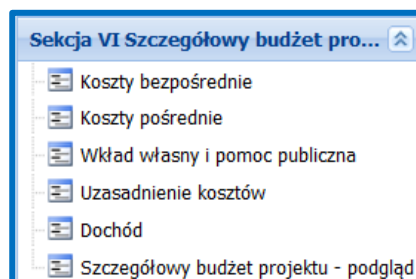 Sekcja VI Szczegółowy budżet pro...
Koszty bezpośrednie
Koszty pośrednie
Wkład własny i pomoc publiczna
Uzasadnienie kosztów
Dochód
Szczegółowy budżet projektu - podgląd